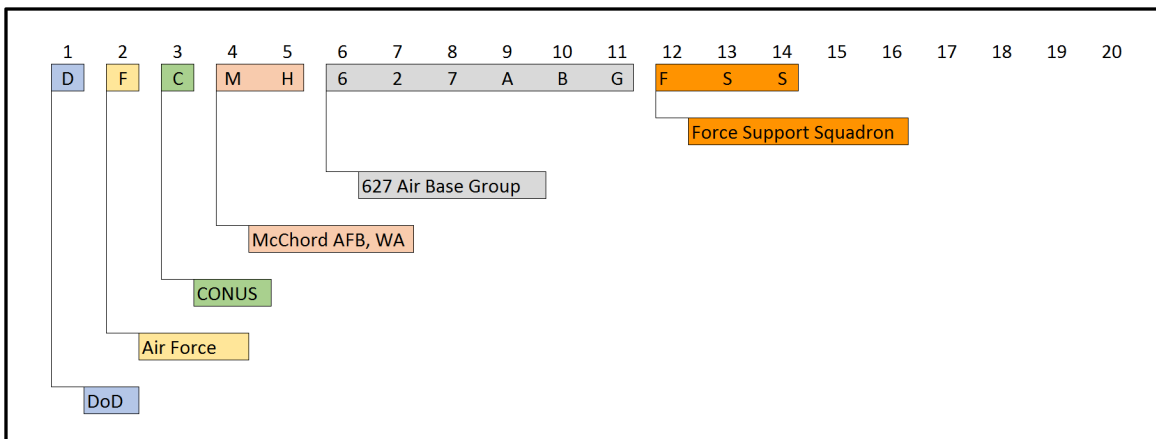 1 2 3 4 5 6 7 8 9 10 11 12 13 14 15 16 17 18 19 20
D F C M H 6 2 7 A B G F S S
Force Support Squadron
627 Air Base Group
McChord AFB, WA
CONUS
Air Force
DoD